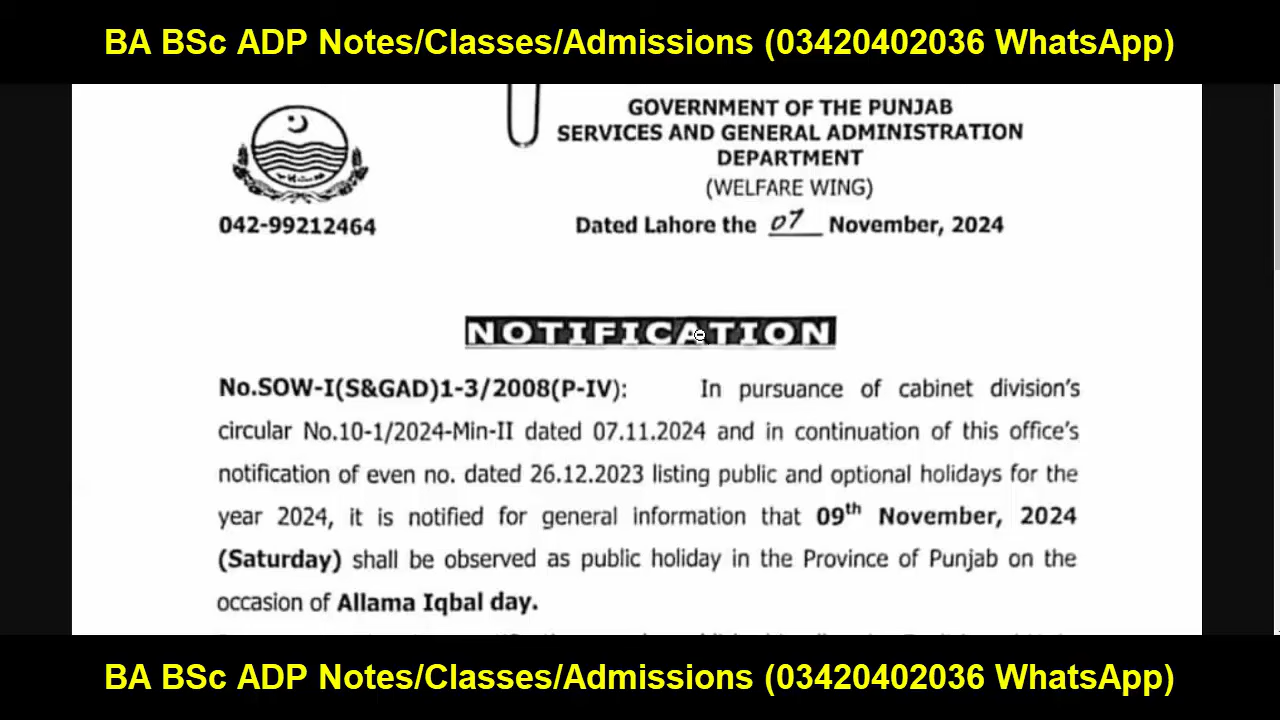 BA BSc ADP Notes/Classes/Admissions (03420402036 WhatsApp)
GOVERNMENT OF THE PUNJAB
SERVICES AND GENERAL ADMINISTRATION
DEPARTMENT
(WELFARE WING)
042-99212464
Dated Lahore the 07 November, 2024
NOTIFICATION
No.SOW-I(S&GAD)1-3/2008(P-IV): In pursuance of cabinet division's
circular No.10-1/2024-Min-II dated 07.11.2024 and in continuation of this office's
notification of even no. dated 26.12.2023 listing public and optional holidays for the
year 2024, it is notified for general information that 09th November, 2024
(Saturday) shall be observed as public holiday in the Province of Punjab on the
occasion of Allama Iqbal day.
BA BSc ADP Notes/Classes/Admissions (03420402036 WhatsApp)